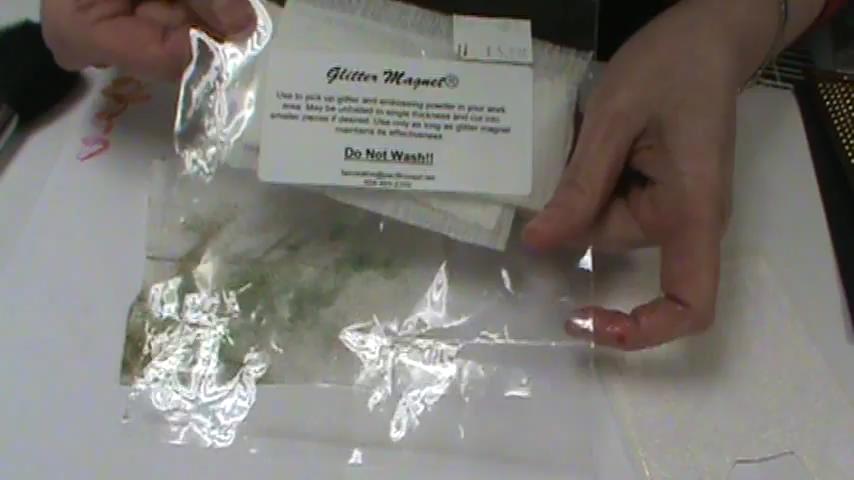 Glitter Magnet®
Use to pick up glitter and embossing powder in your work
area. May be unfolded to single thickness and cut into
smaller pieces if desired. Use only as long as glitter magnet
maintains its effectiveness.
Do Not Wash!!